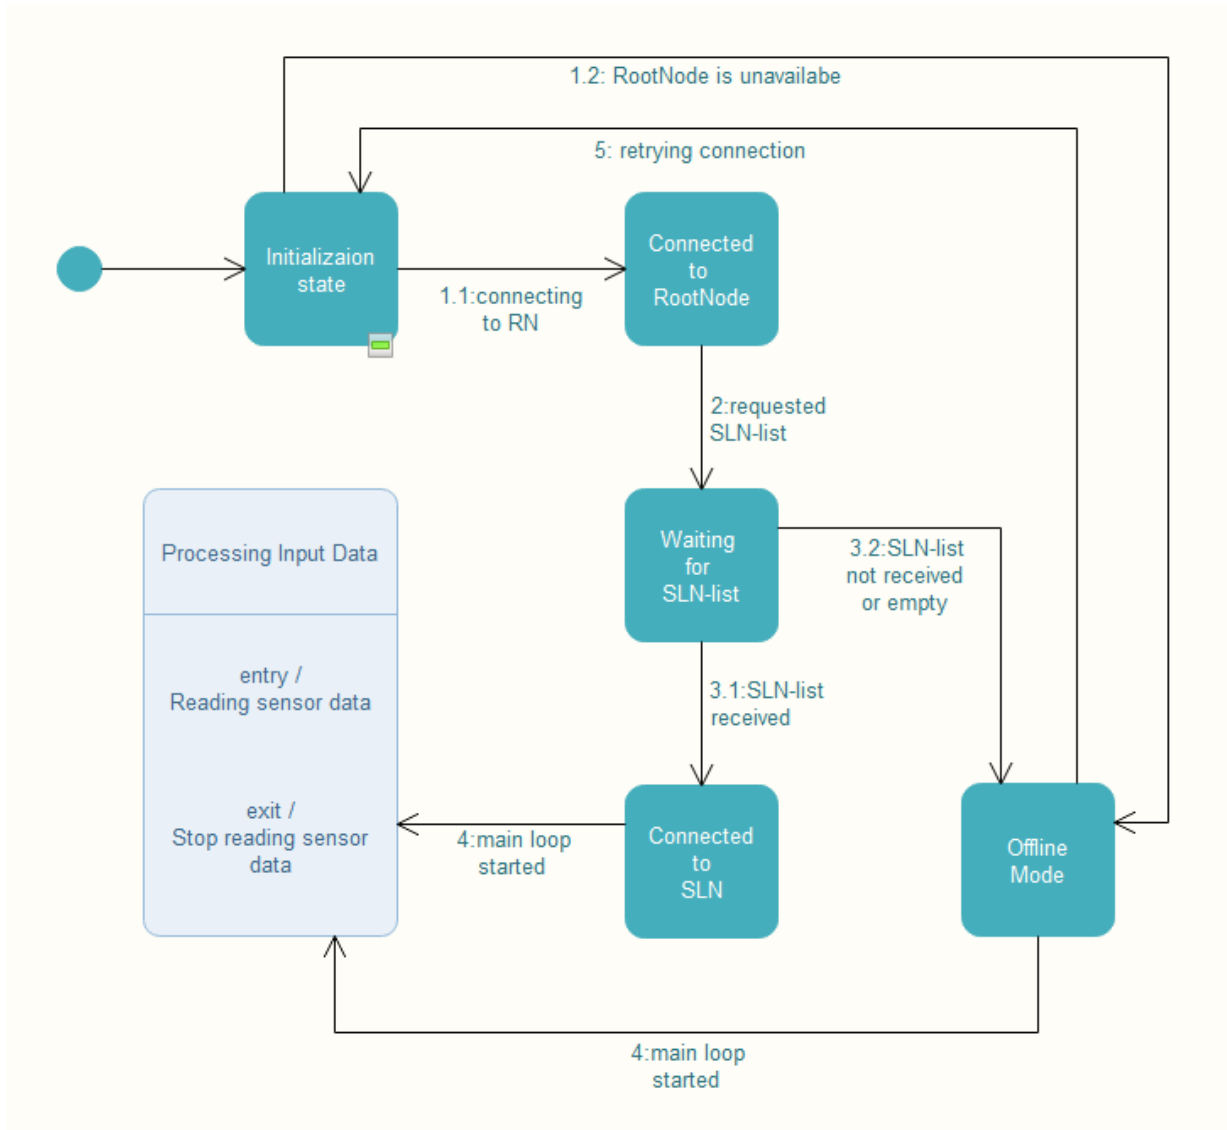 1.2: RootNode is unavailabe
5: retrying connection
Initializaion
state
1.1:connecting
to RN
Connected
to
RootNode
2:requested
SLN-list
Processing Input Data
entry /
Reading sensor data
exit /
Stop reading sensor
data
Waiting
for
SLN-list
3.2:SLN-list
not received
or empty
3.1:SLN-list
received
4:main loop
started
Connected
to
SLN
Offline
Mode
4:main loop
started